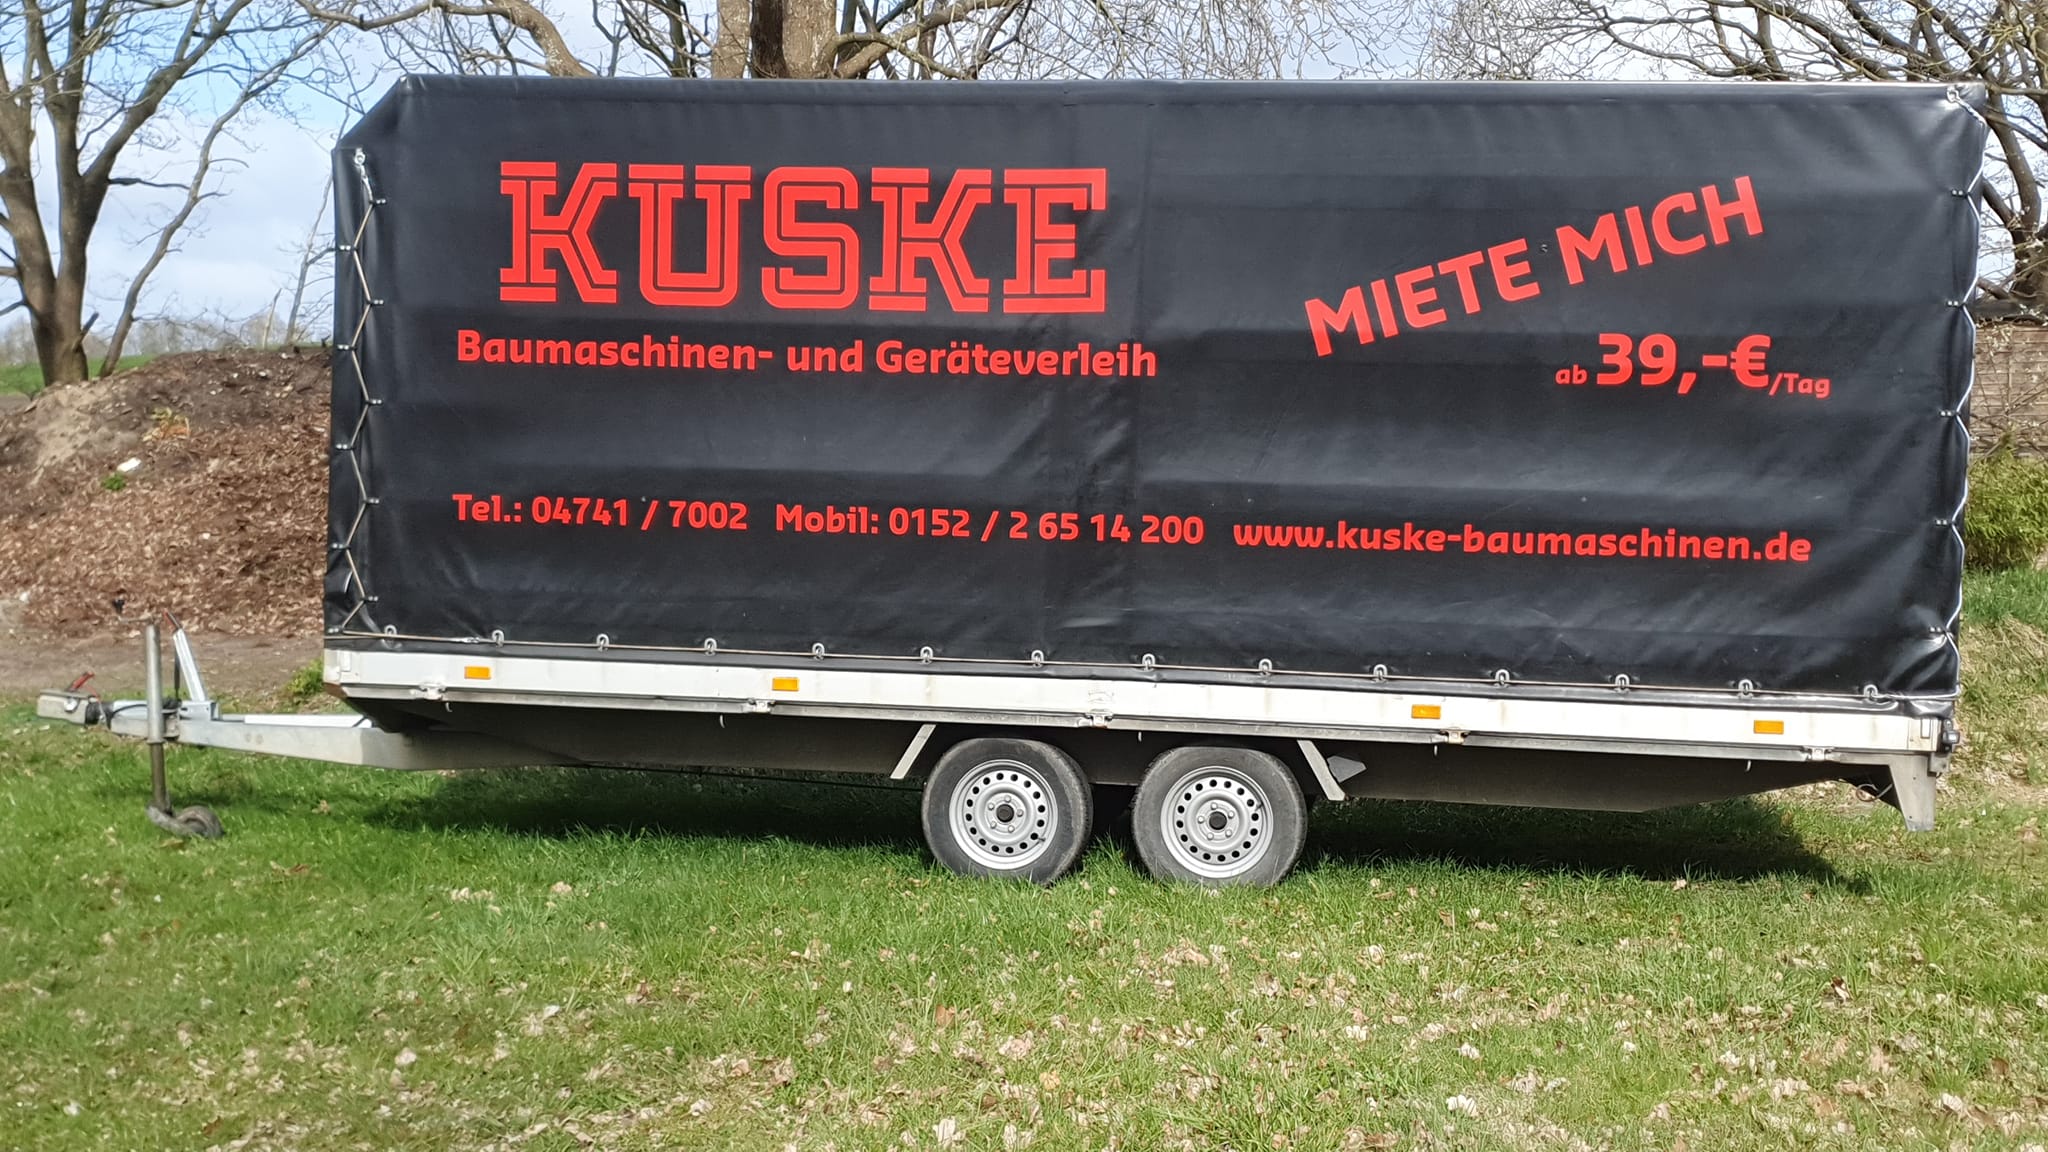 KUSKE
Baumaschinen- und Geräteverleih
MIETE MICH
ab 39,-€/Tag
Tel.: 04741 / 7002 Mobil: 0152 / 2 65 14 200 www.kuske-baumaschinen.de